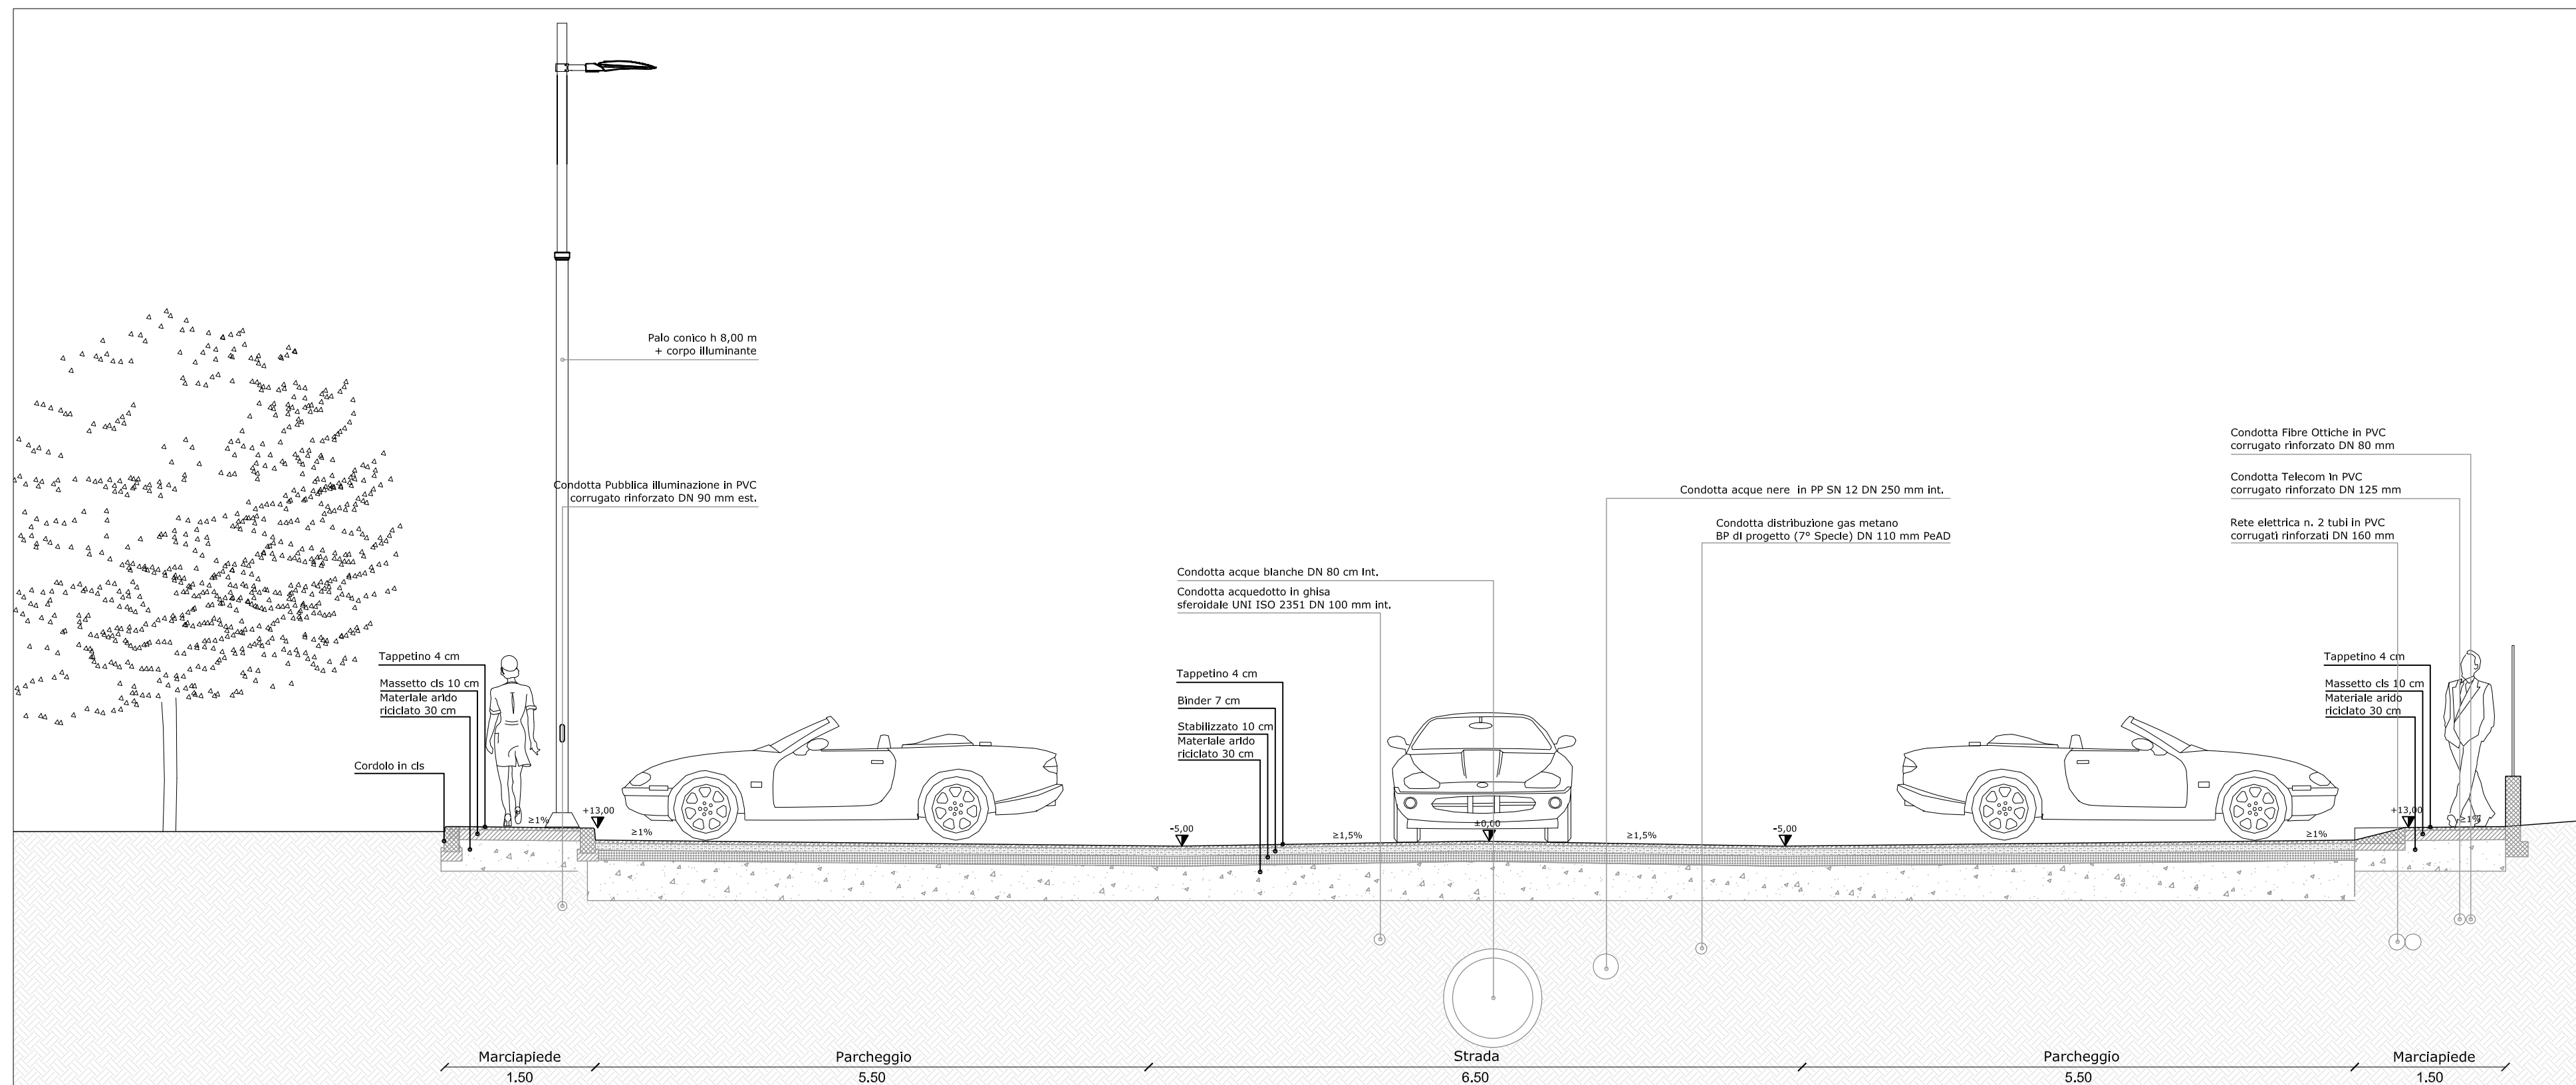 Palo conico h 8,00 m
+ corpo illuminante
Condotta Pubblica illuminazione in PVC
corrugato rinforzato DN 90 mm est.
Condotta Fibre Ottiche in PVC
corrugato rinforzato DN 80 mm
Condotta Telecom in PVC
corrugato rinforzato DN 125 mm
Rete elettrica n. 2 tubi in PVC
corrugati rinforzati DN 160 mm
Condotta acque nere in PP SN 12 DN 250 mm int.
Condotta distribuzione gas metano
BP di progetto (7° Specie) DN 110 mm PeAD
Condotta acque bianche DN 80 cm int.
Condotta acquedotto in ghisa
sferoidale UNI ISO 2351 DN 100 mm int.
Tappetino 4 cm
Massetto cls 10 cm
Materiale arido
riciclato 30 cm
Cordolo in cls
Tappetino 4 cm
Binder 7 cm
Stabilizzato 10 cm
Materiale arido
riciclato 30 cm
Tappetino 4 cm
Massetto cls 10 cm
Materiale arido
riciclato 30 cm
≥1%
+13,00
≥1%
-5,00
≥1,5%
±0,00
≥1,5%
-5,00
≥1%
+13,00
≥1%
Marciapiede
1.50
Parcheggio
5.50
Strada
6.50
Parcheggio
5.50
Marciapiede
1.50